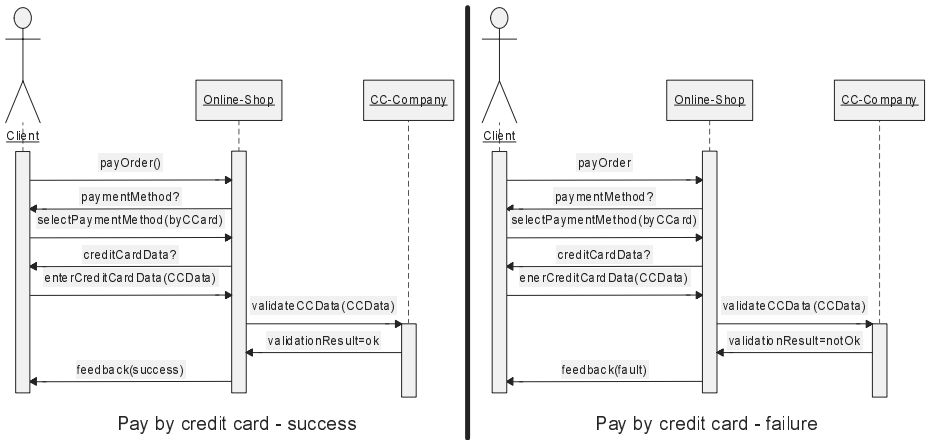 Online-Shop
CC-Company
Client
payOrder()
paymentMethod?
selectPaymentMethod(byCCard)
creditCardData?
enterCreditCardData(CCData)
validateCCData(CCData)
validationResult=ok
feedback(success)
Pay by credit card - success
Online-Shop
CC-Company
Client
payOrder
paymentMethod?
selectPaymentMethod(byCCard)
creditCardData?
enerCreditCardData(CCData)
validateCCData(CCData)
validationResult=notOk
feedback(fault)
Pay by credit card - failure